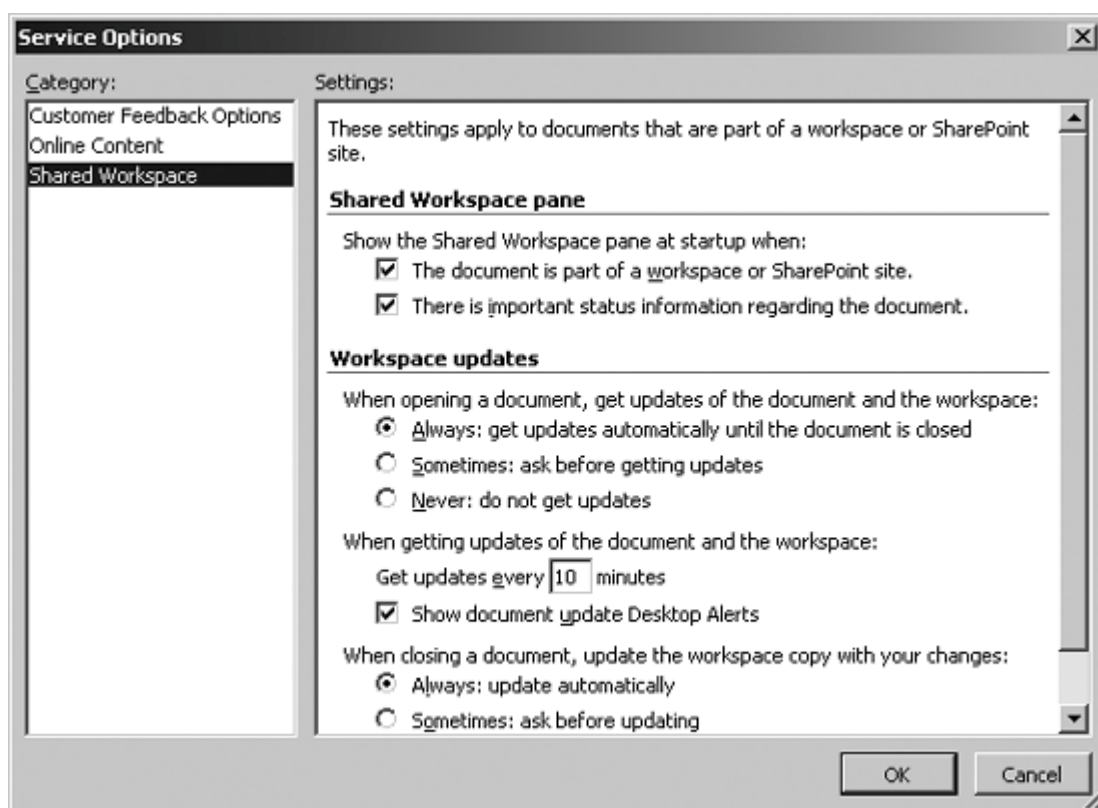 Service Options
Category:
Customer Feedback Options
Online Content
Shared Workspace
Settings:
These settings apply to documents that are part of a workspace or SharePoint
site.
Shared Workspace pane
Show the Shared Workspace pane at startup when:
The document is part of a workspace or SharePoint site.
There is important status information regarding the document.
Workspace updates
When opening a document, get updates of the document and the workspace:
Always: get updates automatically until the document is closed
Sometimes: ask before getting updates
Never: do not get updates
When getting updates of the document and the workspace:
Get updates every 10 minutes
Show document update Desktop Alerts
When closing a document, update the workspace copy with your changes:
Always: update automatically
Sometimes: ask before updating
OK
Cancel